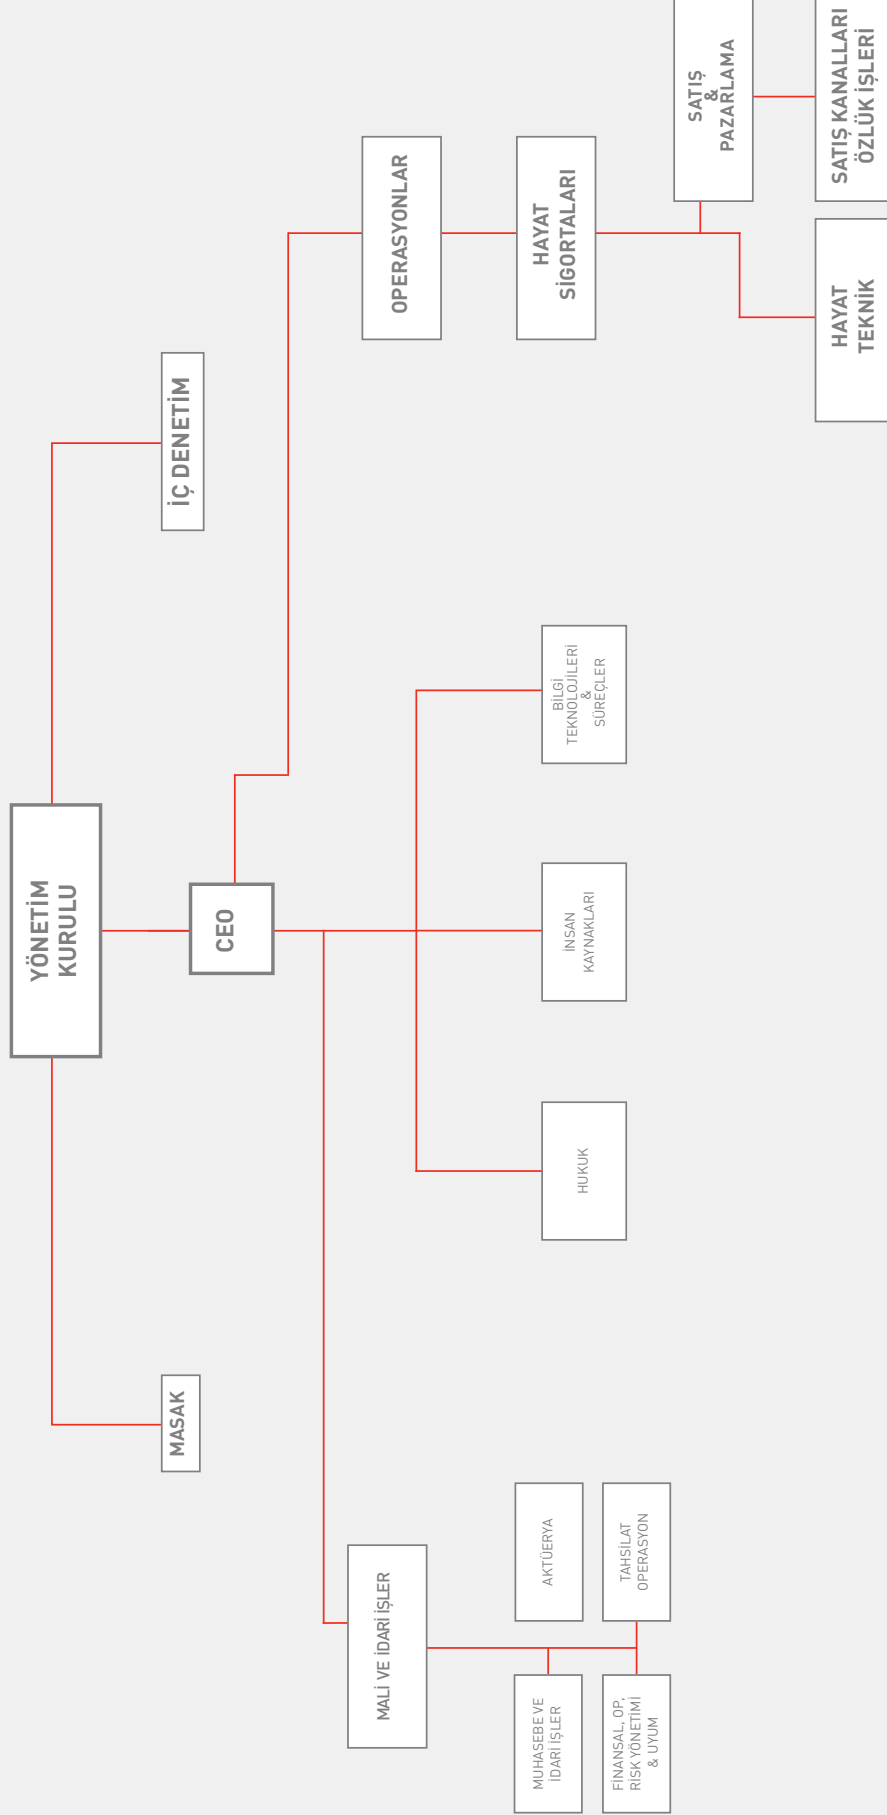 YÖNETİM
KURULU
MASAK
İÇ DENETİM
CEO
MALİ VE İDARİ İŞLER
OPERASYONLAR
MUHASEBE VE
İDARİ İŞLER
AKTÜERYA
FİNANSAL, OP,
RİSK YÖNETİMİ
& UYUM
TAHSİLAT
OPERASYON
HUKUK
İNSAN
KAYNAKLARI
BİLGİ
TEKNOLOJİLERİ
&
SÜREÇLER
HAYAT
SİGORTALARI
SATIŞ
&
PAZARLAMA
HAYAT
TEKNİK
SATIŞ KANALLARI
ÖZLÜK İŞLERİ